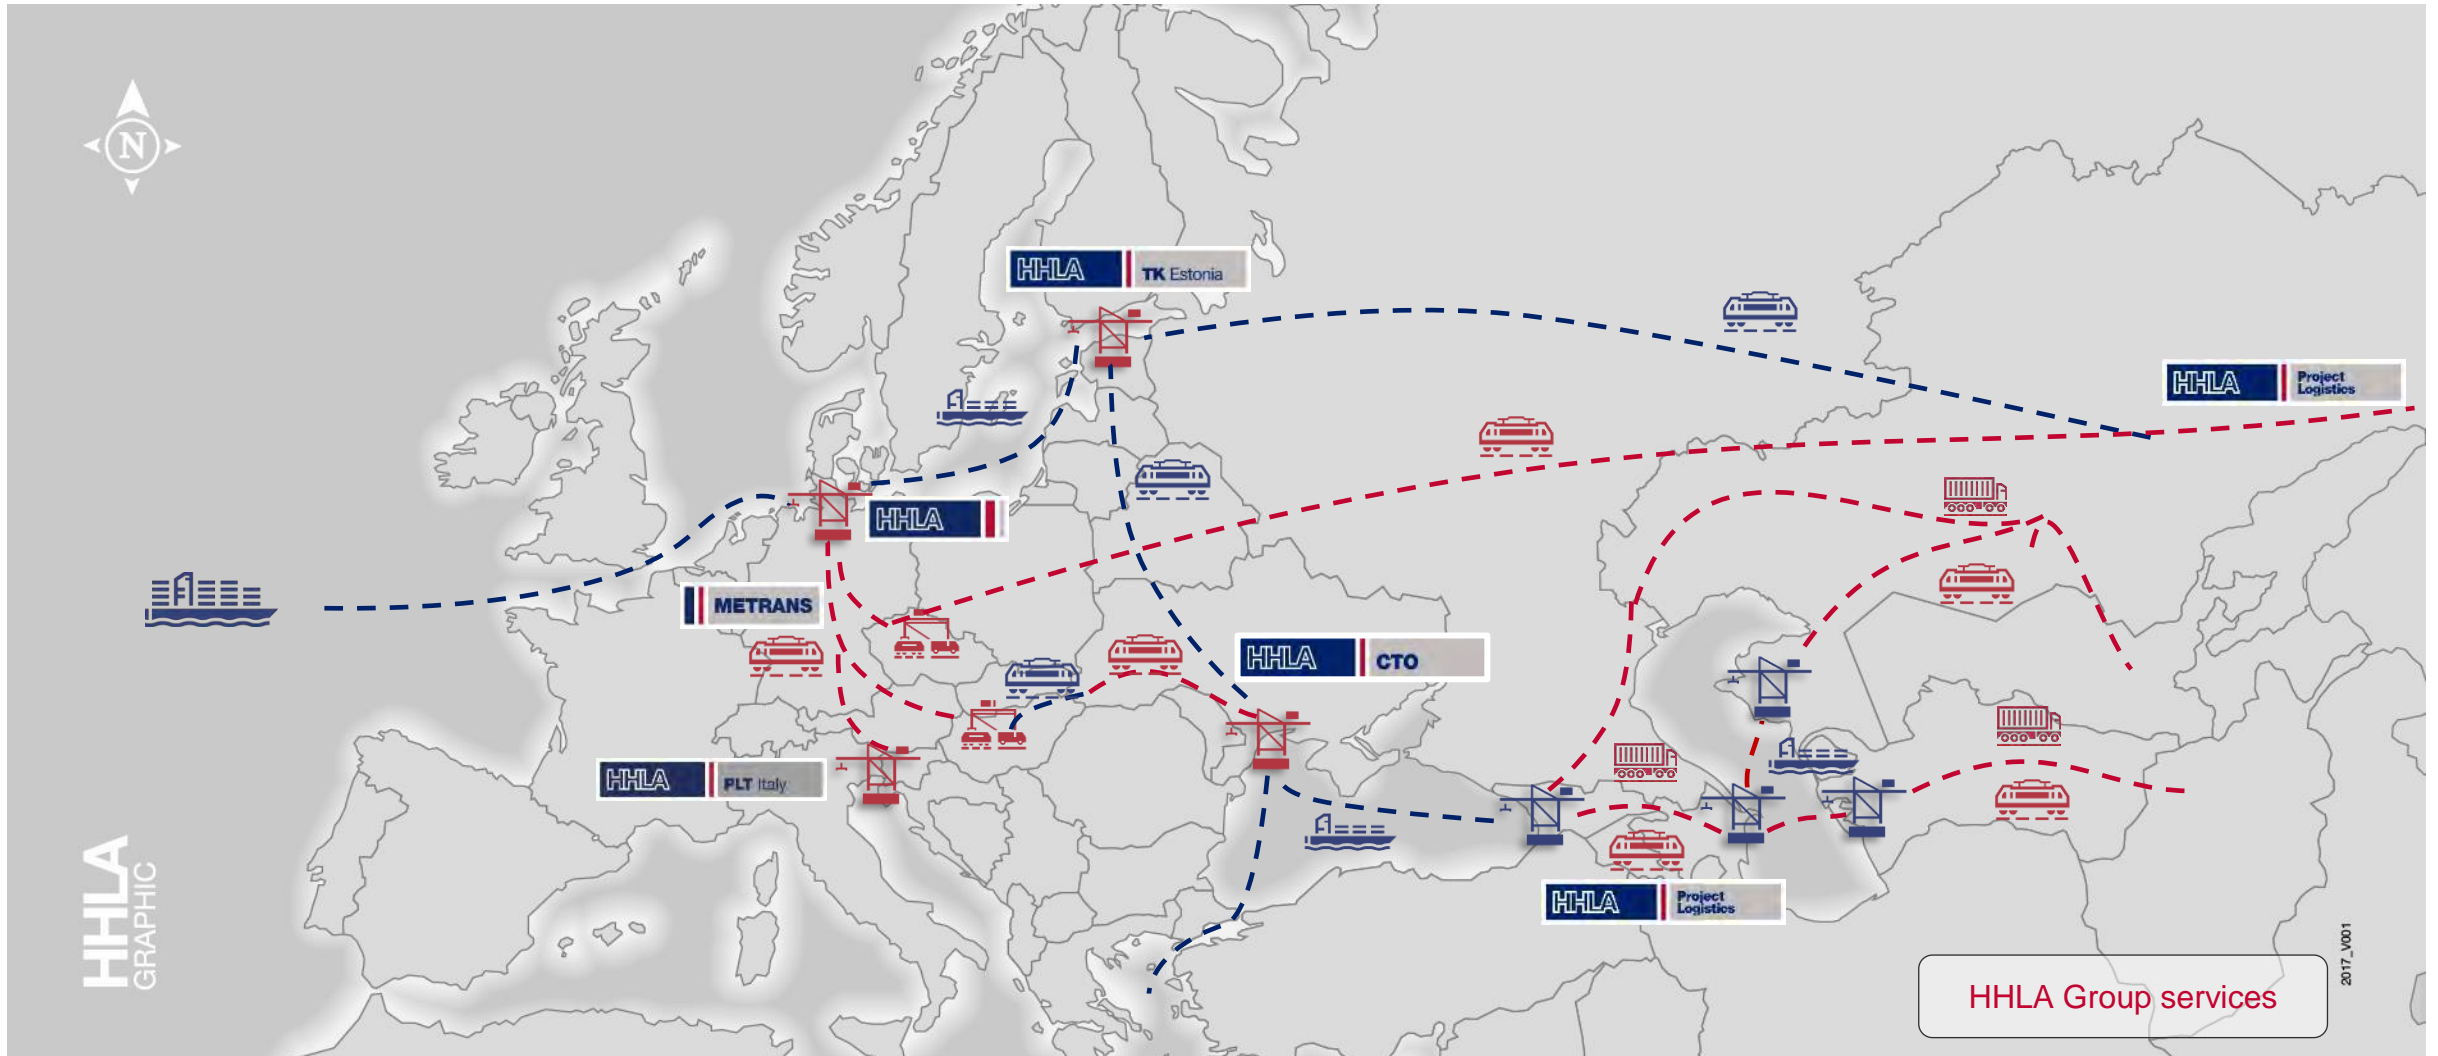 N
HHLA TK Estonia
HHLA Project
Logistics
HHLA
METRANS
HHLA CTO
HHLA PLT Italy
HHLA Project
Logistics
HHLA
GRAPHIC
2017_V001
HHLA Group services